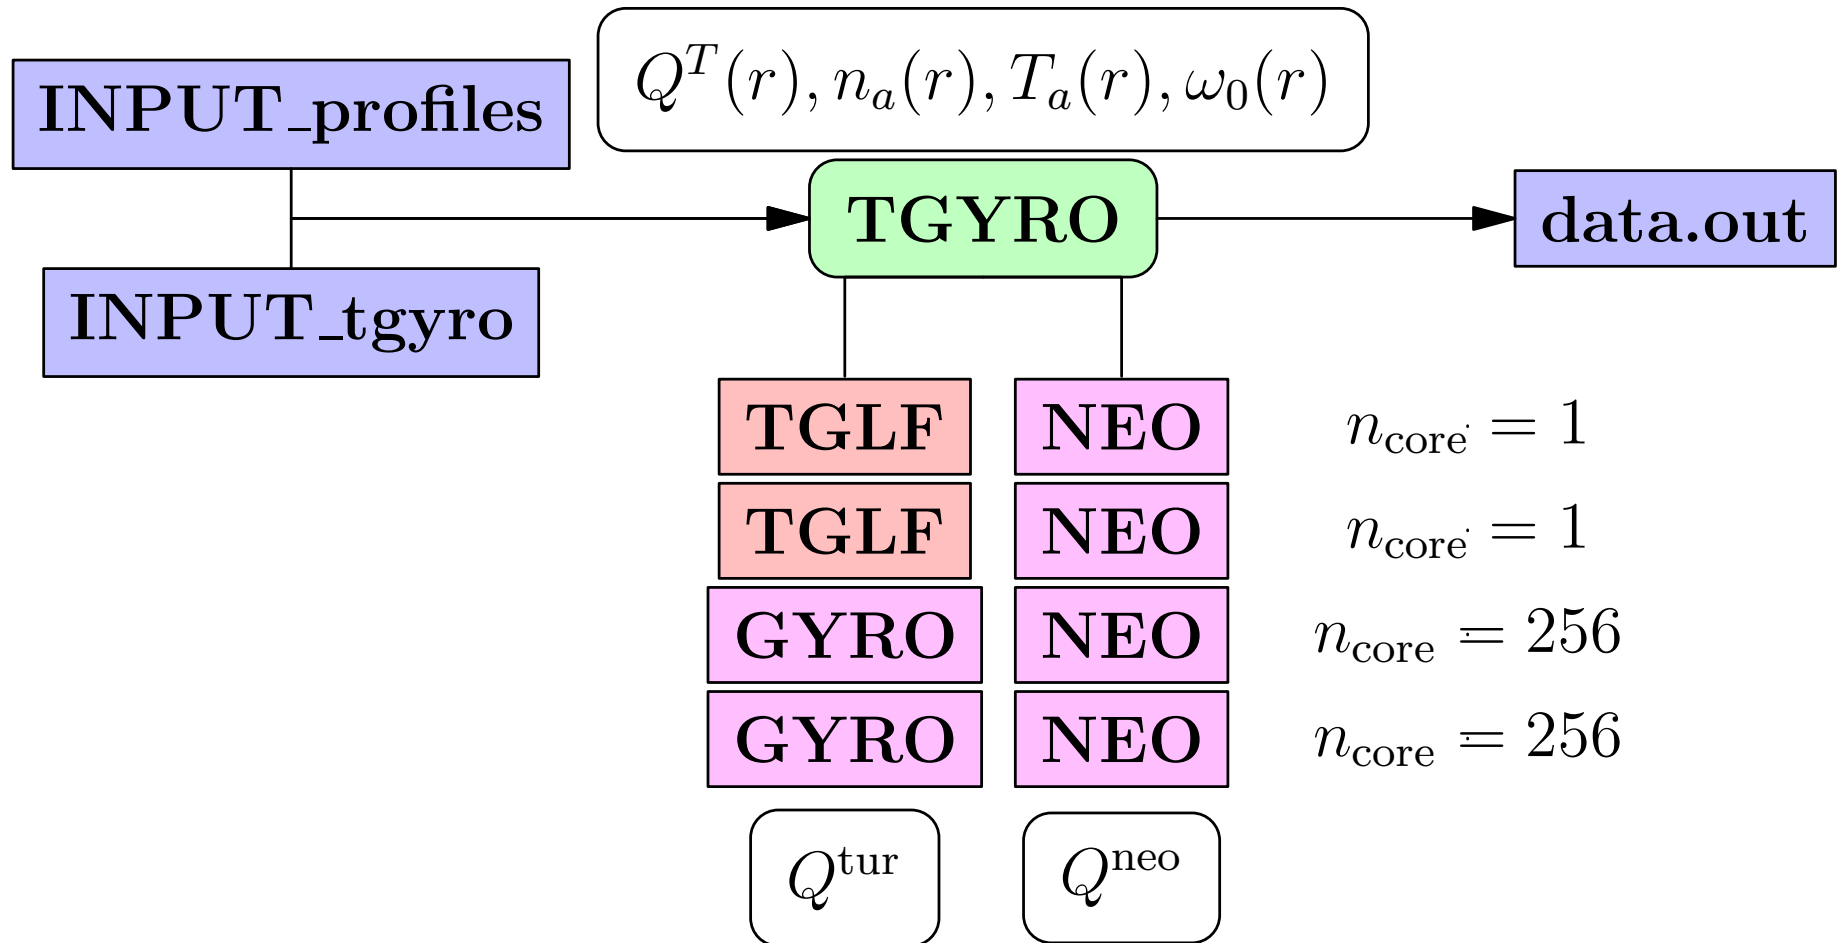 Q^T(r), n_a(r), T_a(r), ω_0(r)
INPUT_profiles
TGYRO
data.out
INPUT_tgyro
TGLF NEO n_core = 1
TGLF NEO n_core = 1
GYRO NEO n_core = 256
GYRO NEO n_core = 256
Q^tur Q^neo